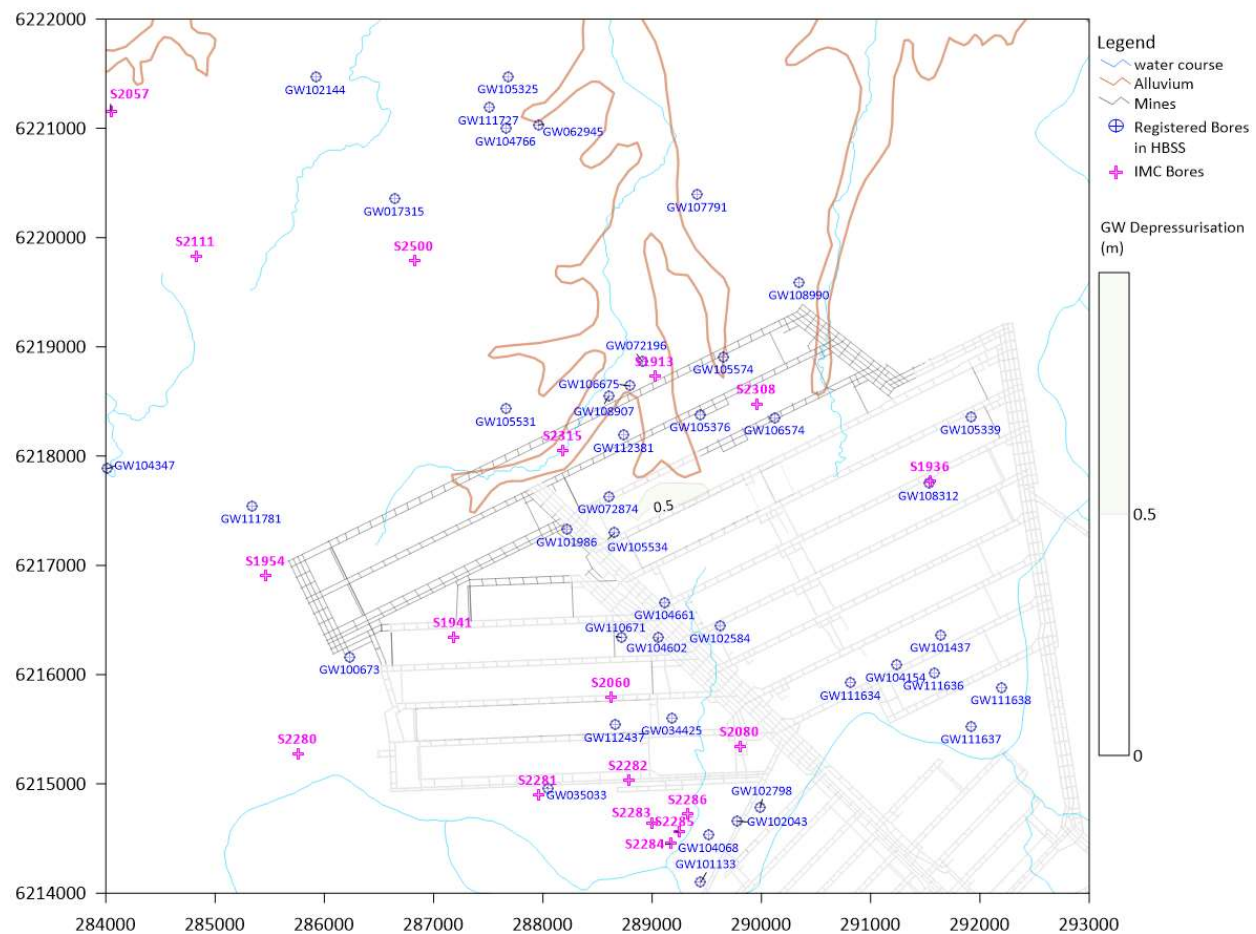 6222000
6221000
6220000
6219000
6218000
6217000
6216000
6215000
6214000
284000
285000
286000
287000
288000
289000
290000
291000
292000
293000
S2057
GW102144
GW105325
GW111727
GW104766
GW062945
GW017315
GW107791
S2111
S2500
GW108990
GW072196
S1913
GW105574
GW106675
GW108907
S2308
GW105531
GW105376
GW106574
GW105339
S2315
GW112381
GW104347
S1936
GW108312
GW111781
GW072874
0.5
GW101986
GW105534
S1954
GW104661
S1941
GW110671
GW104602
GW102584
GW101437
GW100673
GW104154
GW111634
GW111636
GW111638
S2060
GW112437
GW034425
S2080
GW111637
S2280
S2282
S2281
GW035033
GW102798
S2286
S2283
S2285
GW102043
S2284
GW104068
GW101133
Legend
water course
Alluvium
Mines
Registered Bores
in HBSS
IMC Bores
GW Depressurisation
(m)
0.5
0